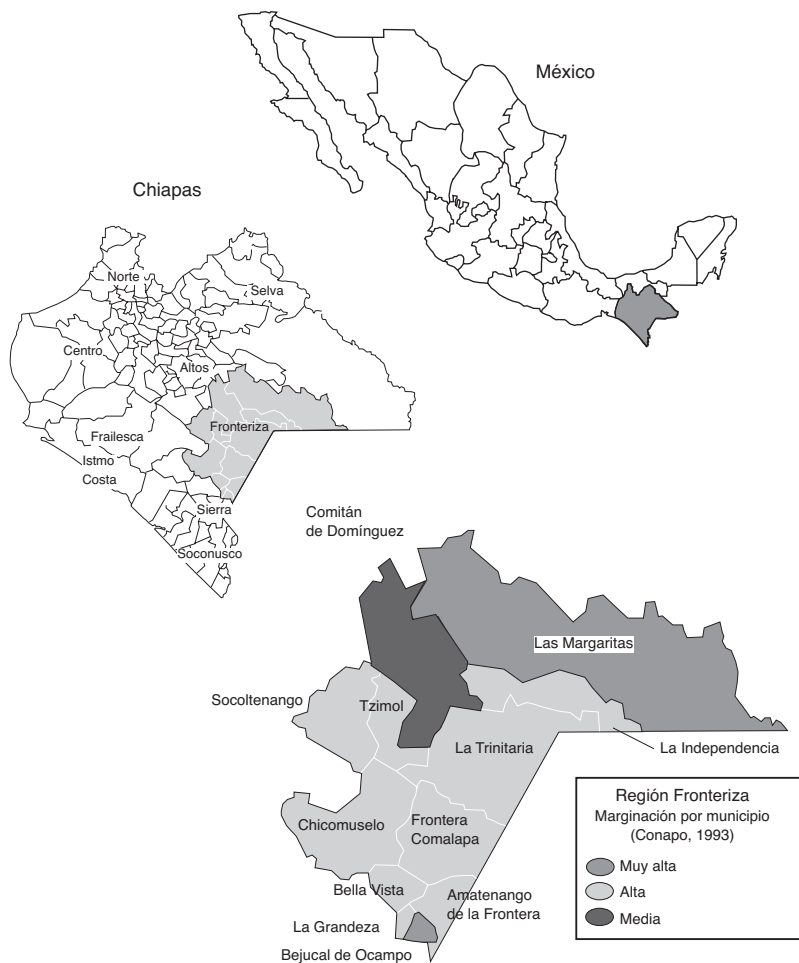 México
Chiapas
Norte
Selva
Centro
Altos
Fronteriza
Frailesca
Istmo
Costa
Sierra
Soconusco
Comitán
de Domínguez
Las Margaritas
Socoltenango
Tzimol
La Trinitaria
La Independencia
Chicomuselo
Frontera
Comalapa
Bella Vista
Amatenango
de la Frontera
La Grandeza
Bejucal de Ocampo
Región Fronteriza
Marginación por municipio
(Conapo, 1993)
Muy alta
Alta
Media